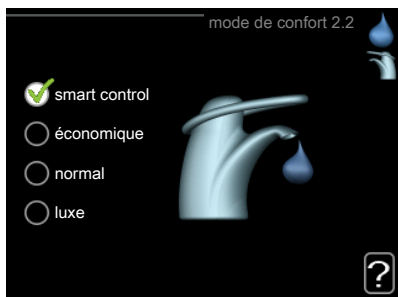 mode de confort 2.2
smart control
économique
normal
luxe
?